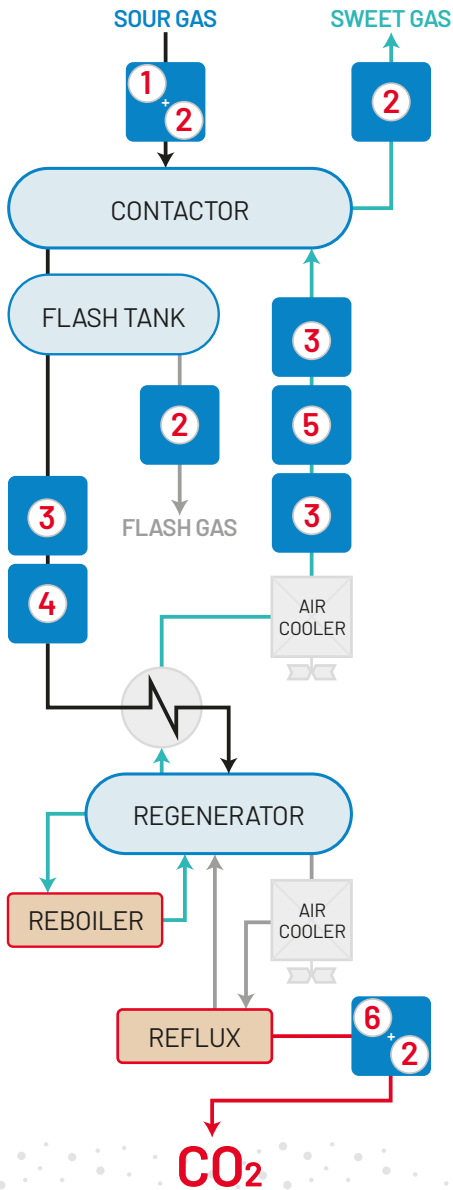 SOUR GAS
SWEET GAS
1
+
2
2
CONTACTOR
FLASH TANK
3
2
5
3
FLASH GAS
3
4
AIR
COOLER
REGENERATOR
REBOILER
AIR
COOLER
REFLUX
6
+
2
CO2